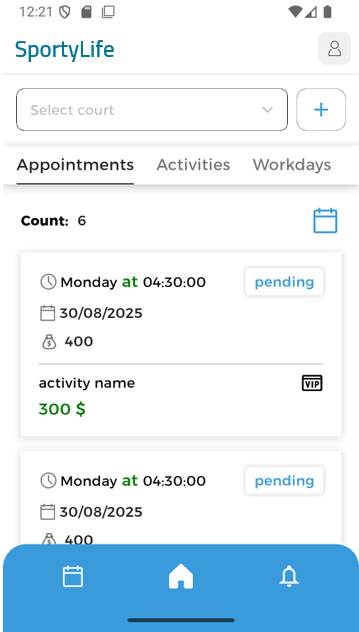 12:21
SportyLife
Select court
+
Appointments Activities Workdays
Count: 6
Monday at 04:30:00 pending
30/08/2025
400
activity name VIP
300 $
Monday at 04:30:00 pending
30/08/2025
400